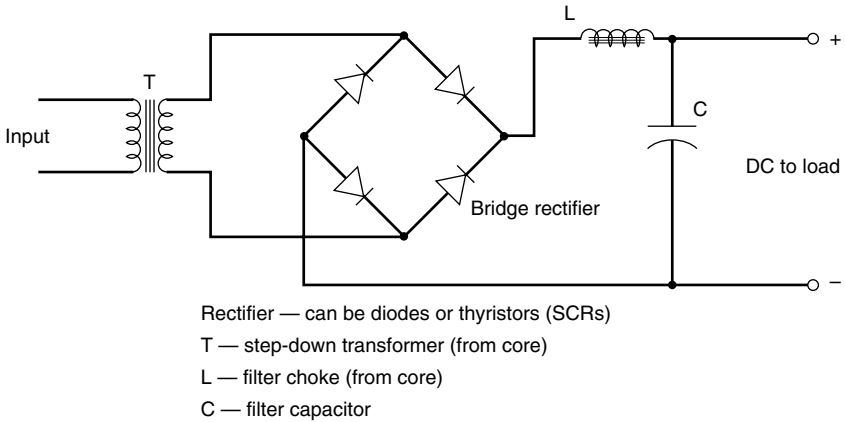 L
+
T
C
Input
DC to load
Bridge rectifier
–
Rectifier — can be diodes or thyristors (SCRs)
T — step-down transformer (from core)
L — filter choke (from core)
C — filter capacitor